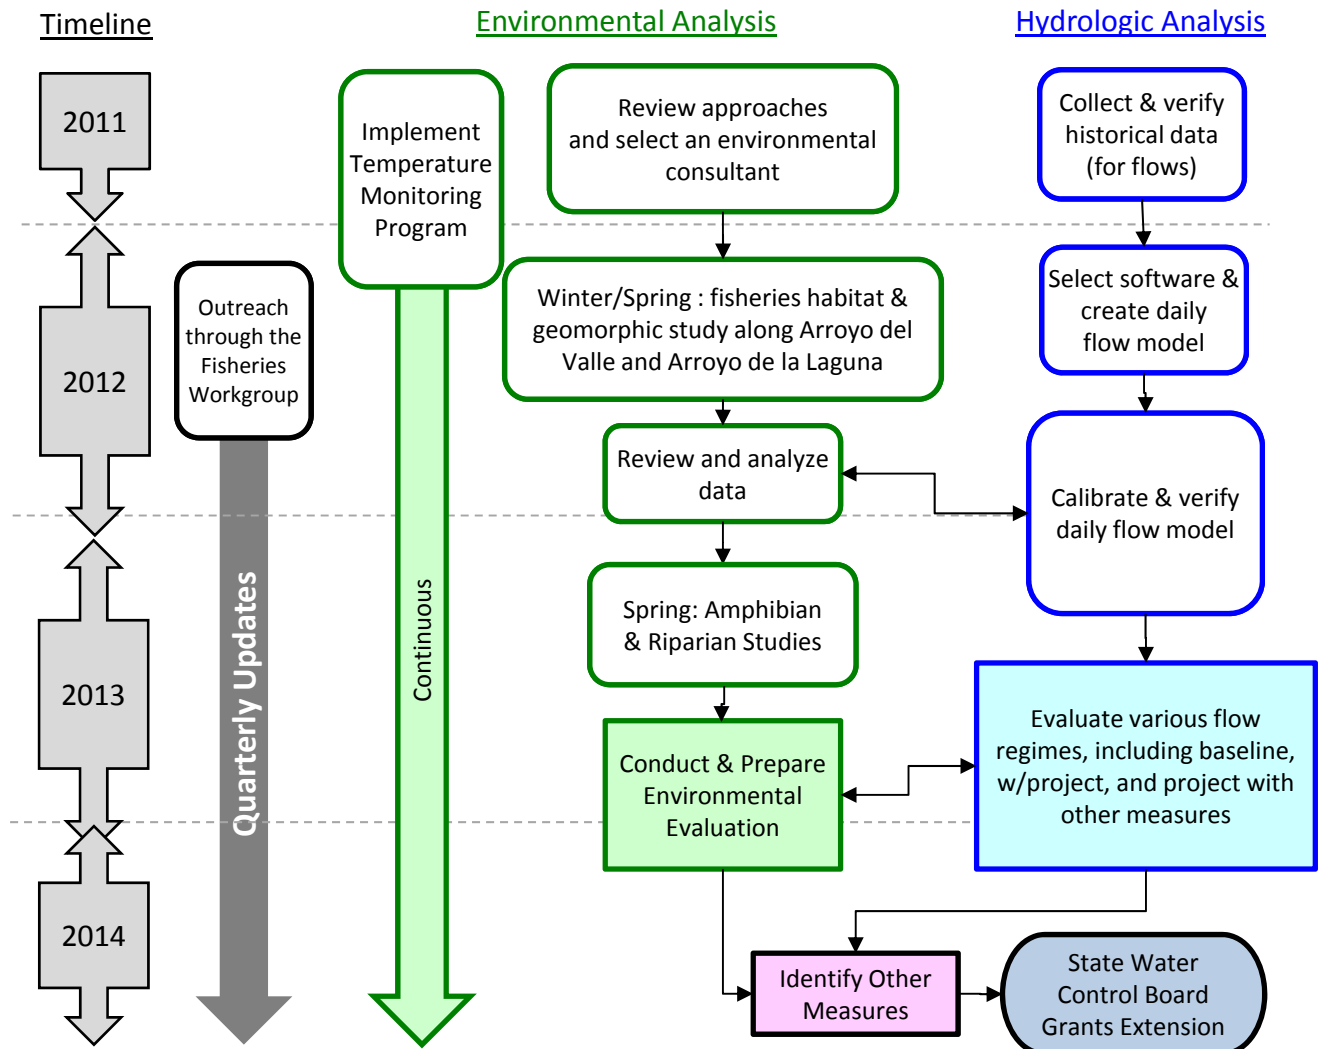 Timeline
Environmental Analysis
Hydrologic Analysis
2011
Implement
Temperature
Monitoring
Program
Review approaches
and select an environmental
consultant
Collect & verify
historical data
(for flows)
2012
Outreach
through the
Fisheries
Workgroup
Winter/Spring : fisheries habitat &
geomorphic study along Arroyo del
Valle and Arroyo de la Laguna
Select software &
create daily
flow model
Review and analyze
data
Calibrate & verify
daily flow model
2013
Quarterly Updates
Continuous
Spring: Amphibian
& Riparian Studies
Conduct & Prepare
Environmental
Evaluation
Evaluate various flow
regimes, including baseline,
w/project, and project with
other measures
2014
Identify Other
Measures
State Water
Control Board
Grants Extension